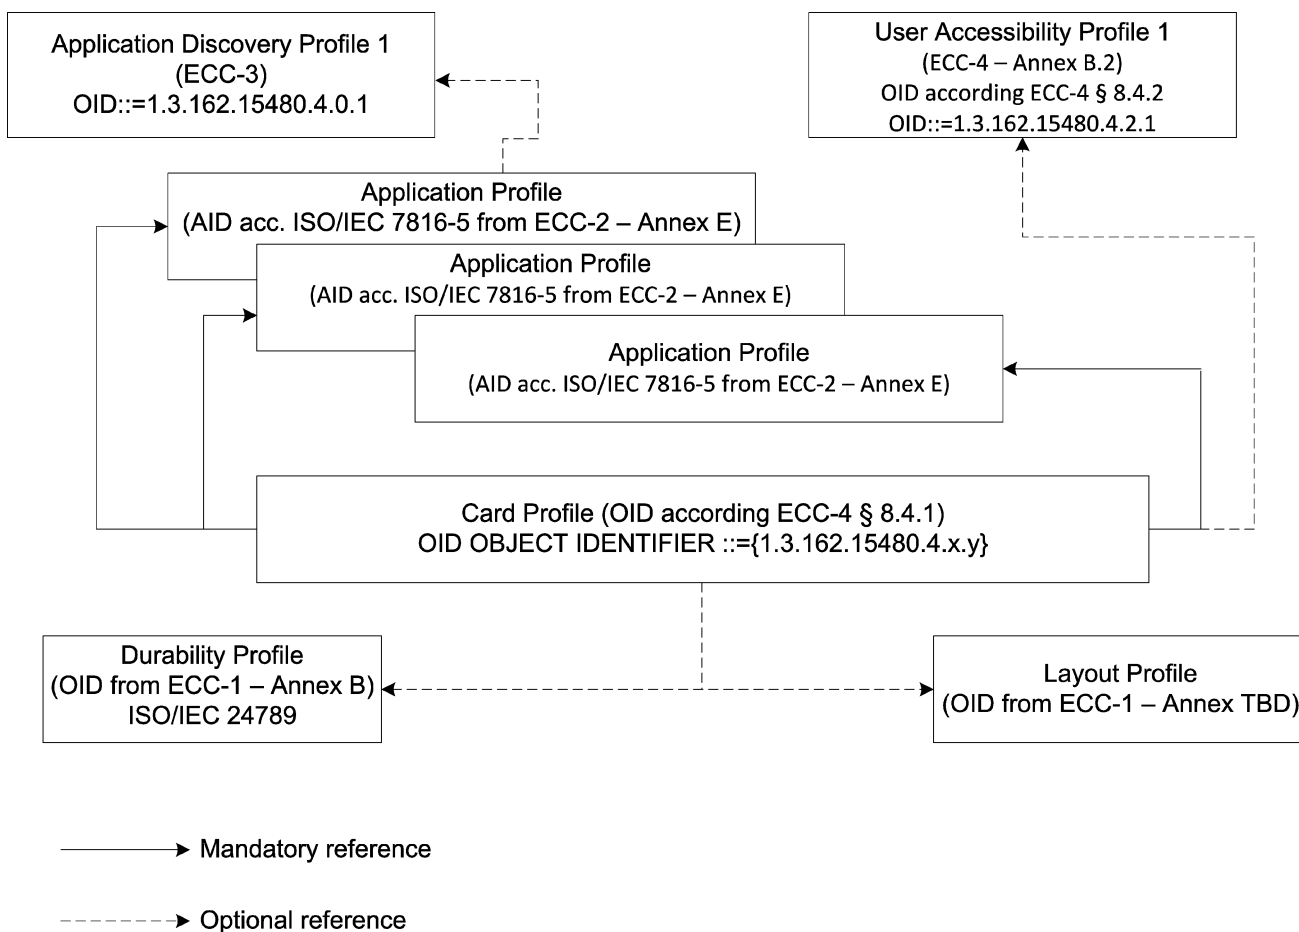 Application Discovery Profile 1
(ECC-3)
OID::=1.3.162.15480.4.0.1
User Accessibility Profile 1
(ECC-4 – Annex B.2)
OID according ECC-4 § 8.4.2
OID::=1.3.162.15480.4.2.1
Application Profile
(AID acc. ISO/IEC 7816-5 from ECC-2 – Annex E)
Application Profile
(AID acc. ISO/IEC 7816-5 from ECC-2 – Annex E)
Application Profile
(AID acc. ISO/IEC 7816-5 from ECC-2 – Annex E)
Card Profile (OID according ECC-4 § 8.4.1)
OID OBJECT IDENTIFIER ::={1.3.162.15480.4.x.y}
Durability Profile
(OID from ECC-1 – Annex B)
ISO/IEC 24789
Layout Profile
(OID from ECC-1 – Annex TBD)
Mandatory reference
Optional reference